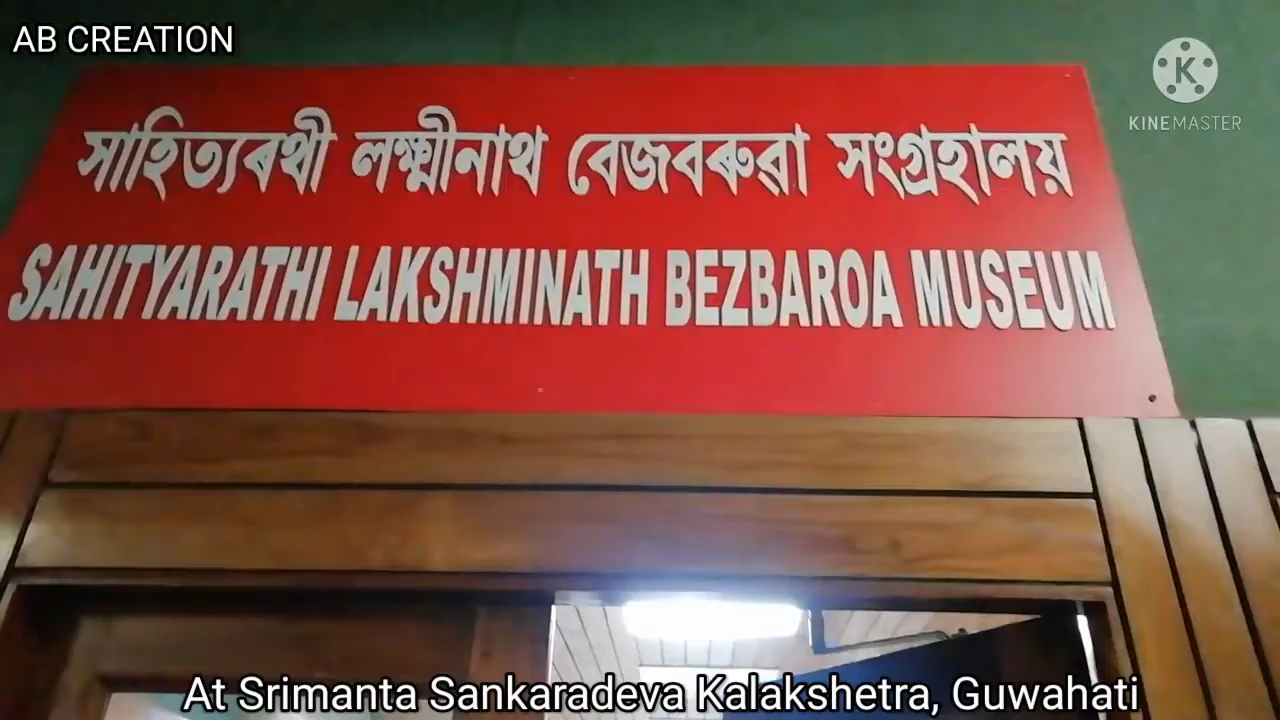 AB CREATION
K
KINEMASTER
সাহিত্যৰথী লক্ষ্মীনাথ বেজবৰুৱা সংগ্ৰহালয়
SAHITYARATHI LAKSHMINATH BEZBAROA MUSEUM
At Srimanta Sankaradeva Kalakshetra, Guwahati